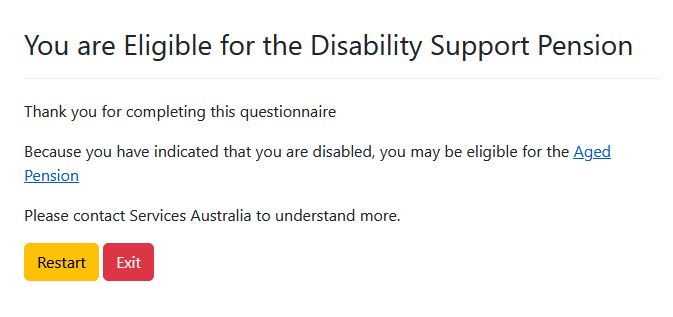 You are Eligible for the Disability Support Pension
Thank you for completing this questionnaire
Because you have indicated that you are disabled, you may be eligible for the Aged
Pension
Please contact Services Australia to understand more.
Restart Exit